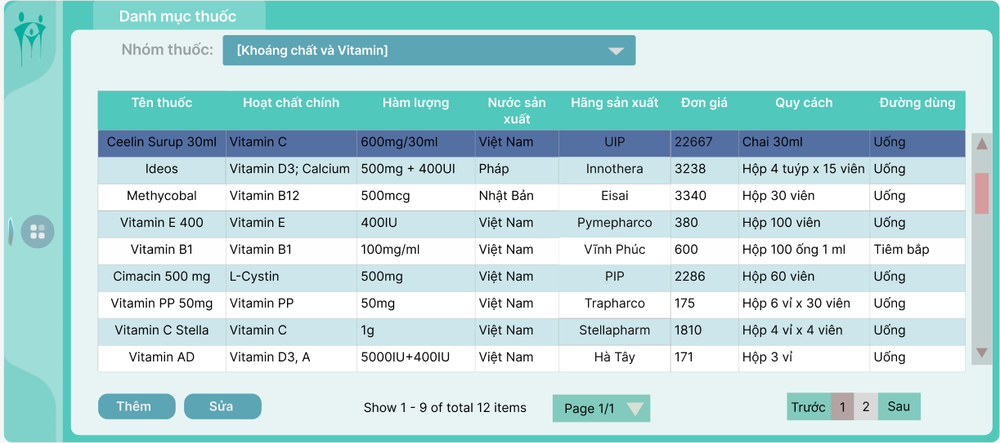 Danh mục thuốc
Nhóm thuốc: [Khoáng chất và Vitamin]
Tên thuốc Hoạt chất chính Hàm lượng Nước sản xuất Hãng sản xuất Đơn giá Quy cách Đường dùng
Ceelin Surup 30ml Vitamin C 600mg/30ml Việt Nam UIP 22667 Chai 30ml Uống
Ideos Vitamin D3; Calcium 500mg + 400UI Pháp Innothera 3238 Hộp 4 tuýp x 15 viên Uống
Methycobal Vitamin B12 500mcg Nhật Bản Eisai 3340 Hộp 30 viên Uống
Vitamin E 400 Vitamin E 400IU Việt Nam Pymepharco 380 Hộp 100 viên Uống
Vitamin B1 Vitamin B1 100mg/ml Việt Nam Vĩnh Phúc 600 Hộp 100 ống 1 ml Tiêm bắp
Cimacin 500 mg L-Cystin 500mg Việt Nam PIP 2286 Hộp 60 viên Uống
Vitamin PP 50mg Vitamin PP 50mg Việt Nam Trapharco 175 Hộp 6 vỉ x 30 viên Uống
Vitamin C Stella Vitamin C 1g Việt Nam Stellapharm 1810 Hộp 4 vỉ x 4 viên Uống
Vitamin AD Vitamin D3, A 5000IU+400IU Việt Nam Hà Tây 171 Hộp 3 vỉ Uống
Thêm Sửa Show 1 - 9 of total 12 items Page 1/1 Trước 1 2 Sau